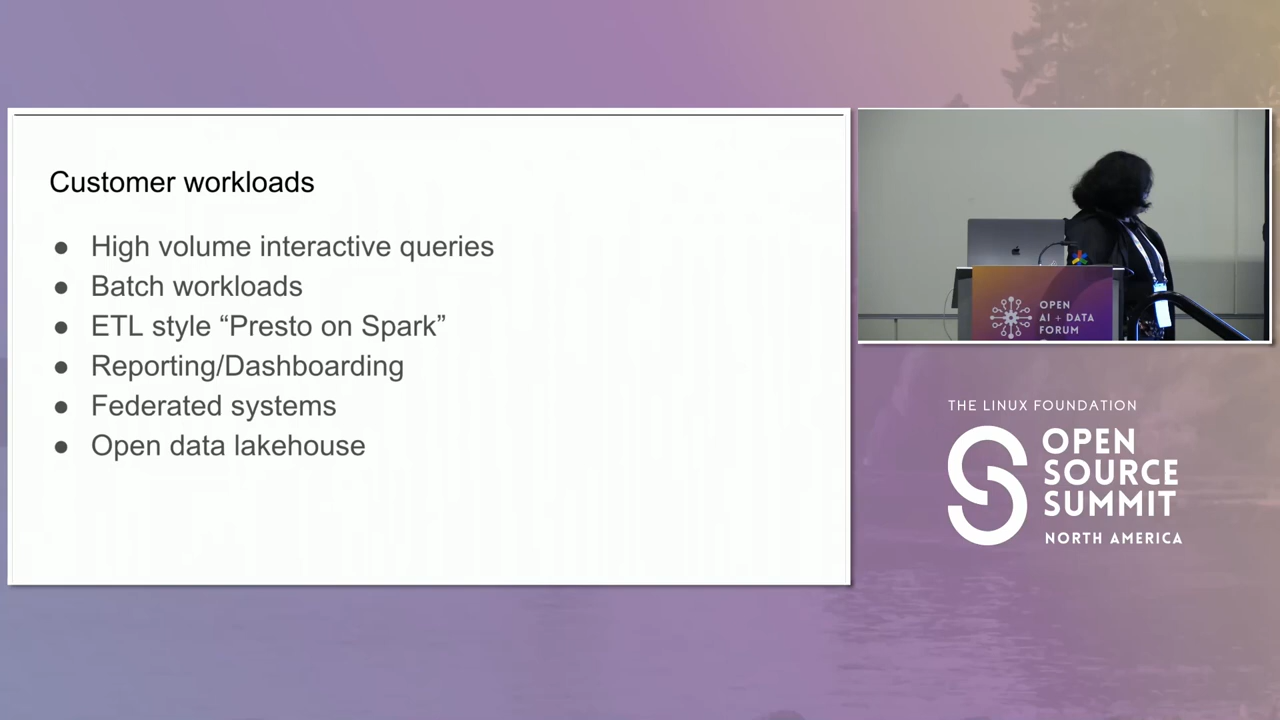 Customer workloads
● High volume interactive queries
● Batch workloads
● ETL style “Presto on Spark”
● Reporting/Dashboarding
● Federated systems
● Open data lakehouse
OPEN
AI + DATA
FORUM
THE LINUX FOUNDATION
OPEN
SOURCE
SUMMIT
NORTH AMERICA